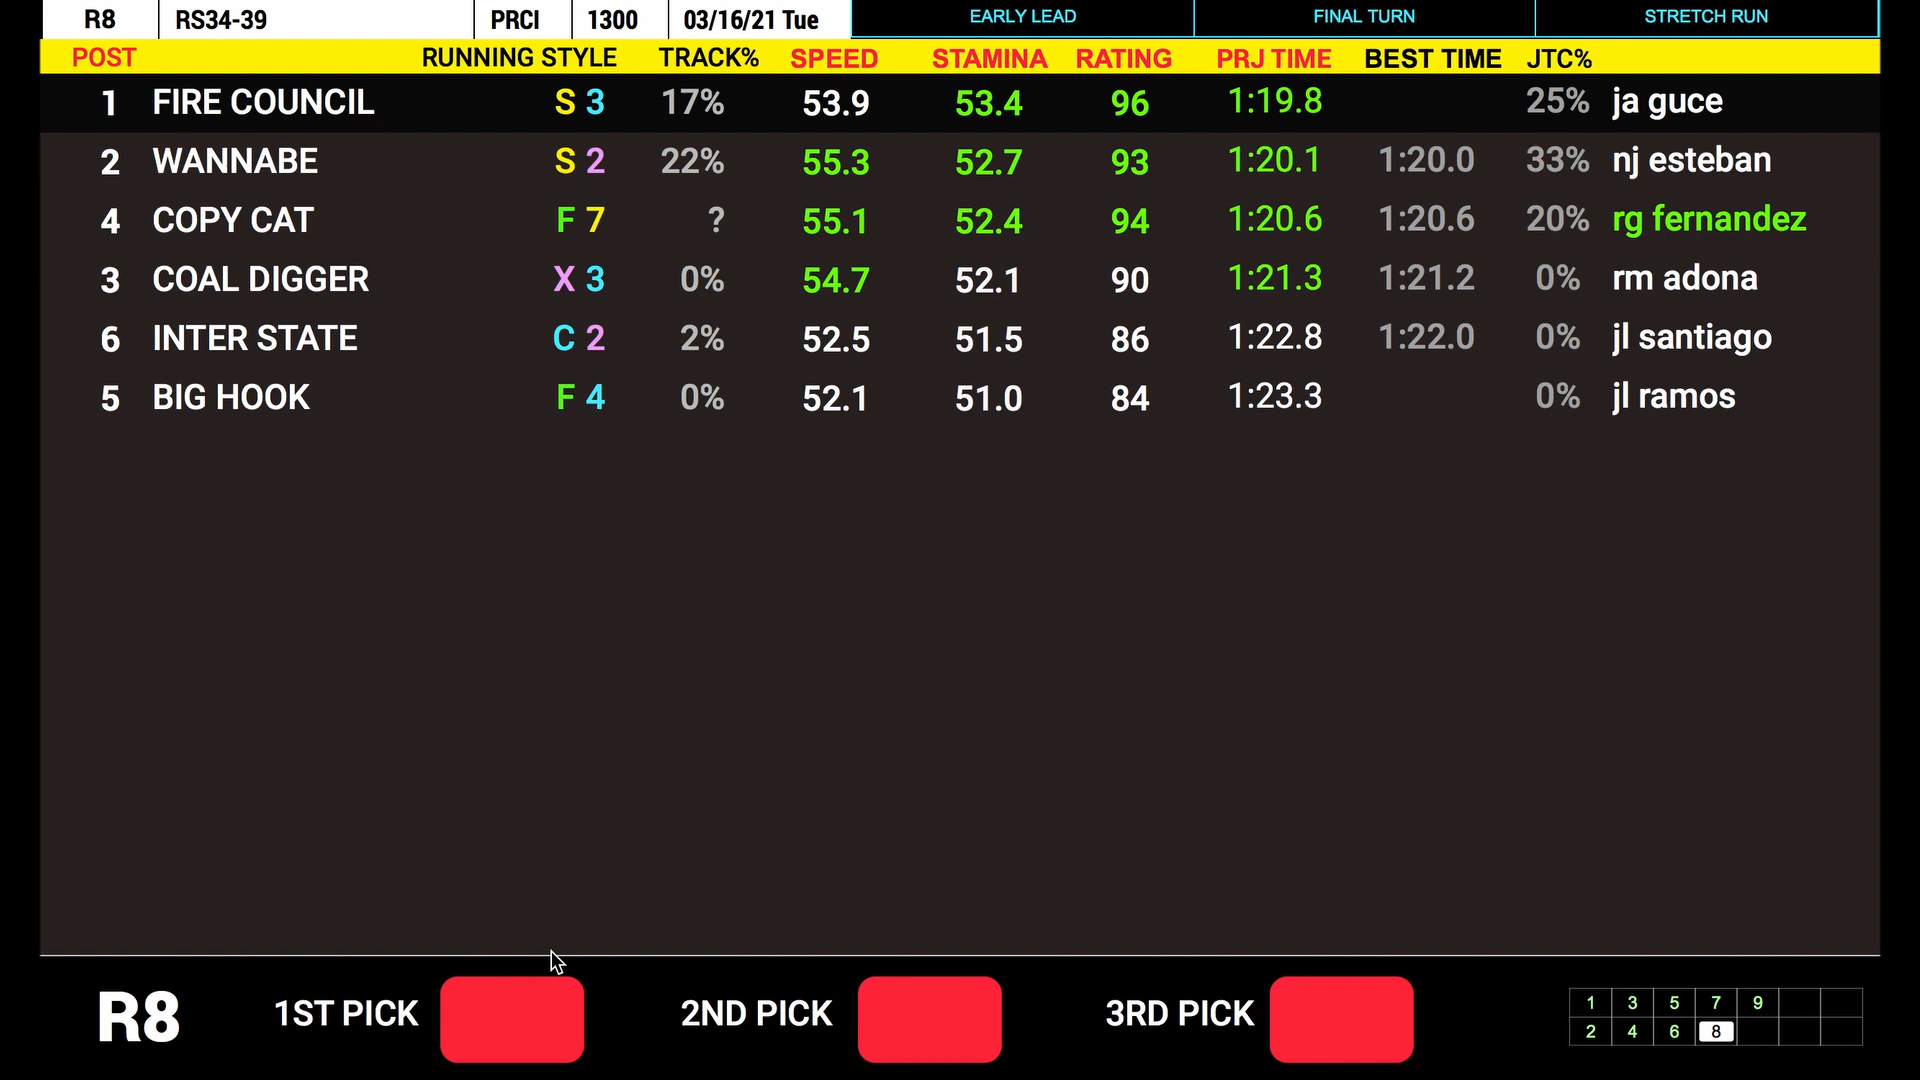 R8 RS34-39 PRCI 1300 03/16/21 Tue EARLY LEAD FINAL TURN STRETCH RUN
POST RUNNING STYLE TRACK% SPEED STAMINA RATING PRJ TIME BEST TIME JTC%
1 FIRE COUNCIL S 3 17% 53.9 53.4 96 1:19.8 25% ja guce
2 WANNABE S 2 22% 55.3 52.7 93 1:20.1 1:20.0 33% nj esteban
4 COPY CAT F 7 ? 55.1 52.4 94 1:20.6 1:20.6 20% rg fernandez
3 COAL DIGGER X 3 0% 54.7 52.1 90 1:21.3 1:21.2 0% rm adona
6 INTER STATE C 2 2% 52.5 51.5 86 1:22.8 1:22.0 0% jl santiago
5 BIG HOOK F 4 0% 52.1 51.0 84 1:23.3 0% jl ramos
R8 1ST PICK 2ND PICK 3RD PICK
1 3 5 7 9
2 4 6 8